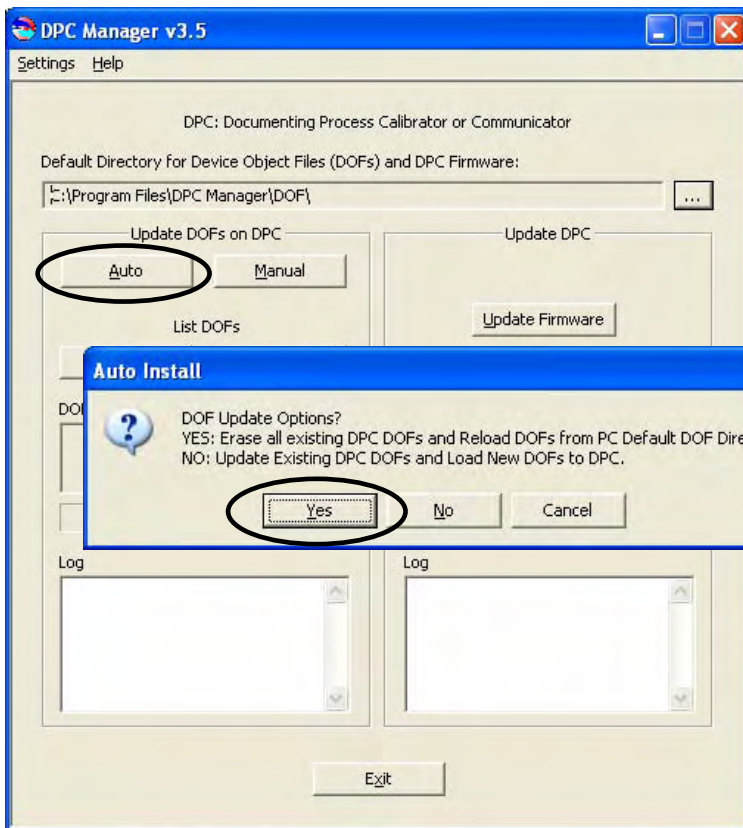 DPC Manager v3.5
Settings Help
DPC: Documenting Process Calibrator or Communicator
Default Directory for Device Object Files (DOFs) and DPC Firmware:
:\Program Files\DPC Manager\DOF\
...
Update DOFs on DPC
Update DPC
Auto
Manual
List DOFs
Update Firmware
Auto Install
DOF Update Options?
YES: Erase all existing DPC DOFs and Reload DOFs from PC Default DOF Dire
NO: Update Existing DPC DOFs and Load New DOFs to DPC.
Yes
No
Cancel
Log
Log
Exit